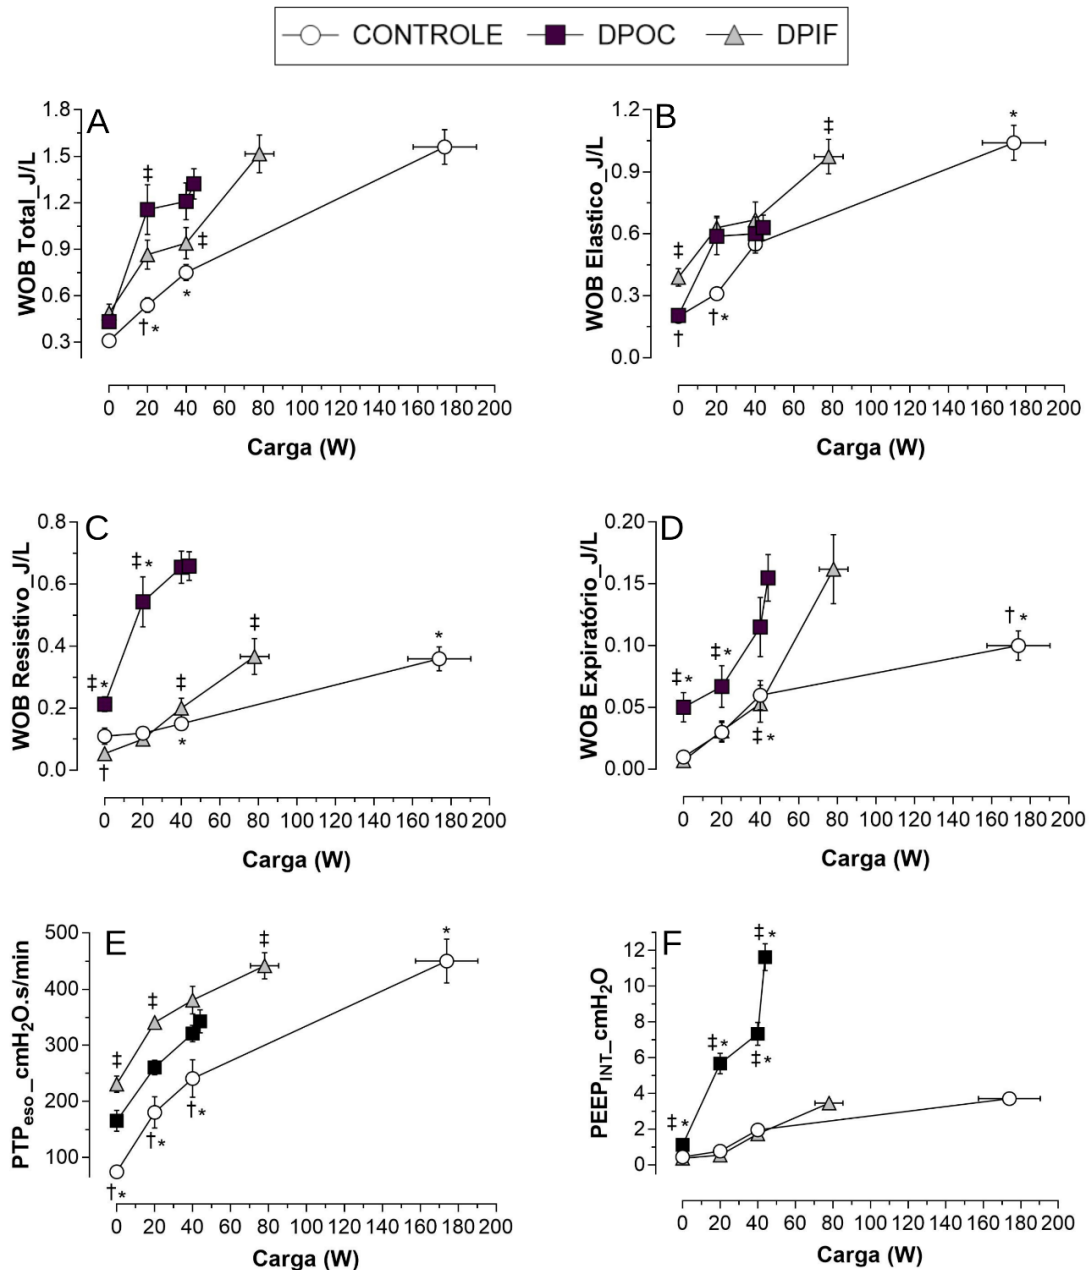 CONTROLE DPOC DPIF
A
WOB Total_J/L
1.8
1.5
1.2
0.9
0.6
0.3
‡
‡
*
†*
0 20 40 60 80 100 120 140 160 180 200
Carga (W)
B
WOB Elastico_J/L
1.2
0.9
0.6
0.3
0.0
*
‡
‡
†*
†
0 20 40 60 80 100 120 140 160 180 200
Carga (W)
C
WOB Resistivo_J/L
0.8
0.6
0.4
0.2
0.0
‡*
‡*
‡
*
‡
*
†
0 20 40 60 80 100 120 140 160 180 200
Carga (W)
D
WOB Expiratório_J/L
0.20
0.15
0.10
0.05
0.00
†*
‡*
‡*
‡*
0 20 40 60 80 100 120 140 160 180 200
Carga (W)
E
PTPeso_cmH2O.s/min
500
400
300
200
100
*
‡
‡
‡
†*
†*
†*
0 20 40 60 80 100 120 140 160 180 200
Carga (W)
F
PEEPINT_cmH2O
12
10
8
6
4
2
0
‡*
‡*
‡*
‡*
0 20 40 60 80 100 120 140 160 180 200
Carga (W)